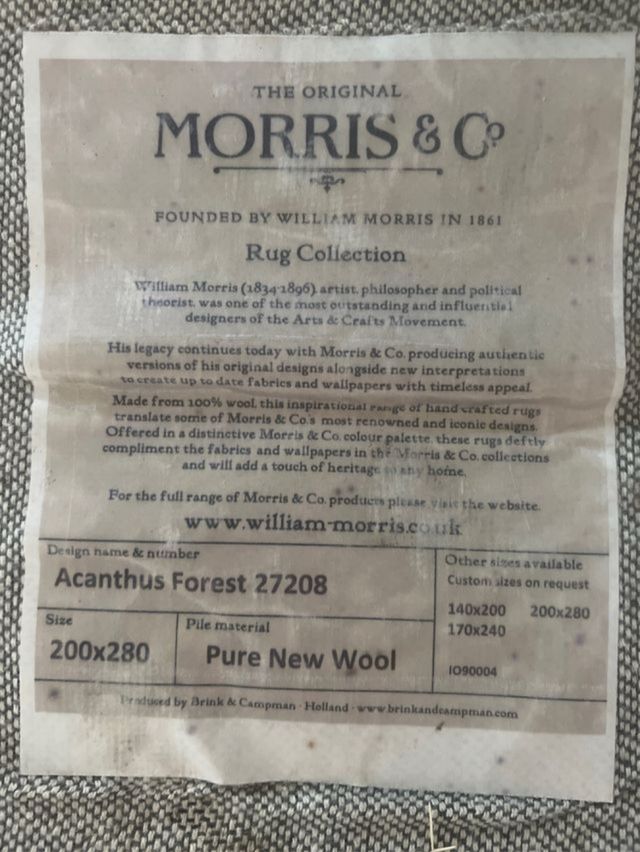 THE ORIGINAL
MORRIS & Co
FOUNDED BY WILLIAM MORRIS IN 1861
Rug Collection
William Morris (1834-1896), artist, philosopher and political
theorist, was one of the most outstanding and influential
designers of the Arts & Crafts Movement.
His legacy continues today with Morris & Co. producing authentic
versions of his original designs alongside new interpretations
to create up to date fabrics and wallpapers with timeless appeal.
Made from 100% wool, this inspirational range of hand crafted rugs
translate some of Morris & Co.'s most renowned and iconic designs.
Offered in a distinctive Morris & Co. colour palette, these rugs deftly
compliment the fabrics and wallpapers in the Morris & Co. collections
and will add a touch of heritage to any home.
For the full range of Morris & Co. products please visit the website.
www.william-morris.co.uk
Design name & number
Acanthus Forest 27208
Size
200x280
Pile material
Pure New Wool
Other sizes available
Custom sizes on request
140x200 200x280
170x240
IO90004
Produced by Brink & Campman · Holland · www.brinkandcampman.com